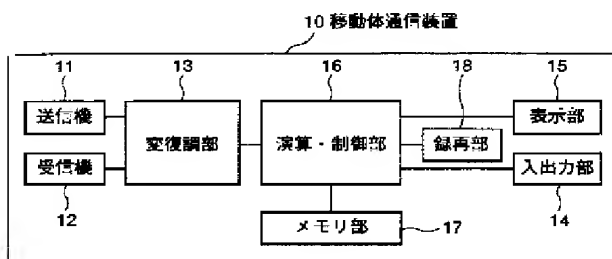 10 移動体通信装置
11 13 16 18 15
送信機 変復調部 演算・制御部 録再部 表示部
受信機 入出力部
12 メモリ部 17 14